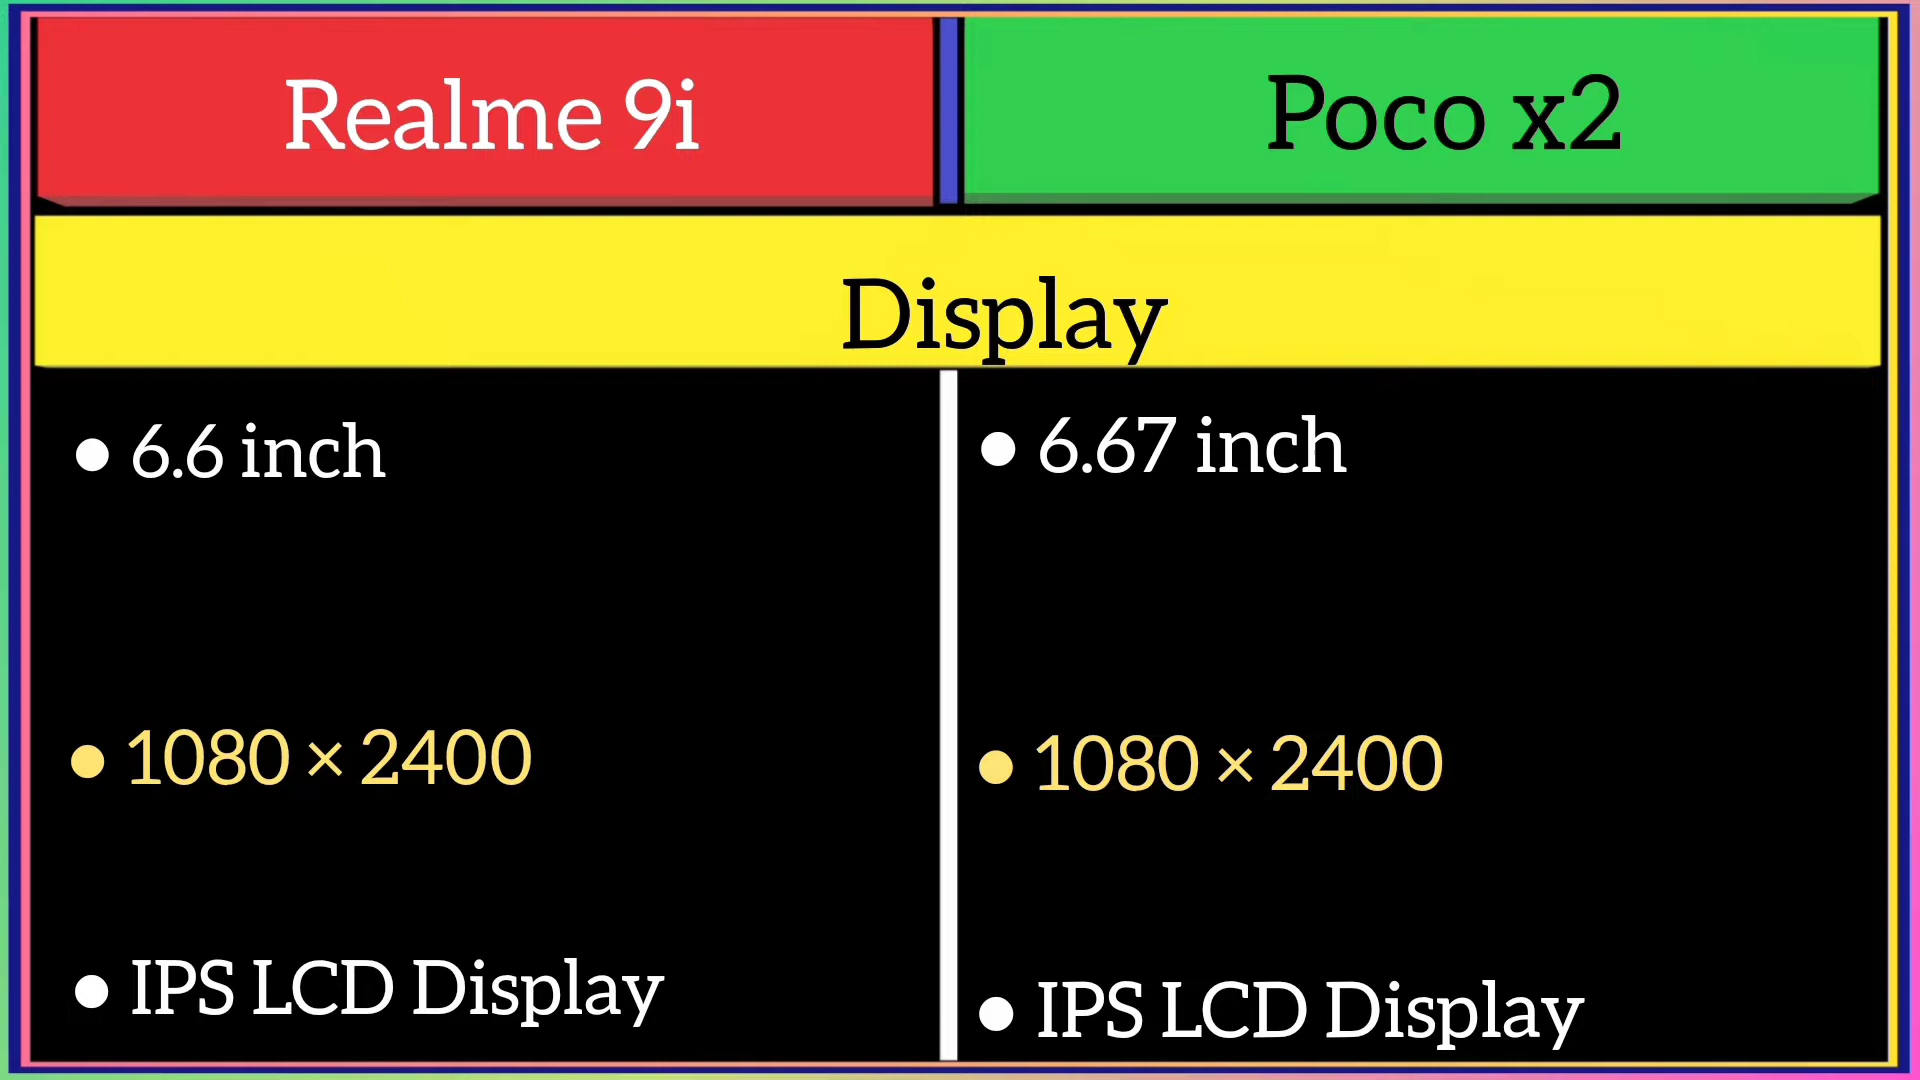 Realme 9i
Poco x2
Display
● 6.6 inch
● 6.67 inch
● 1080 × 2400
● 1080 × 2400
● IPS LCD Display
● IPS LCD Display